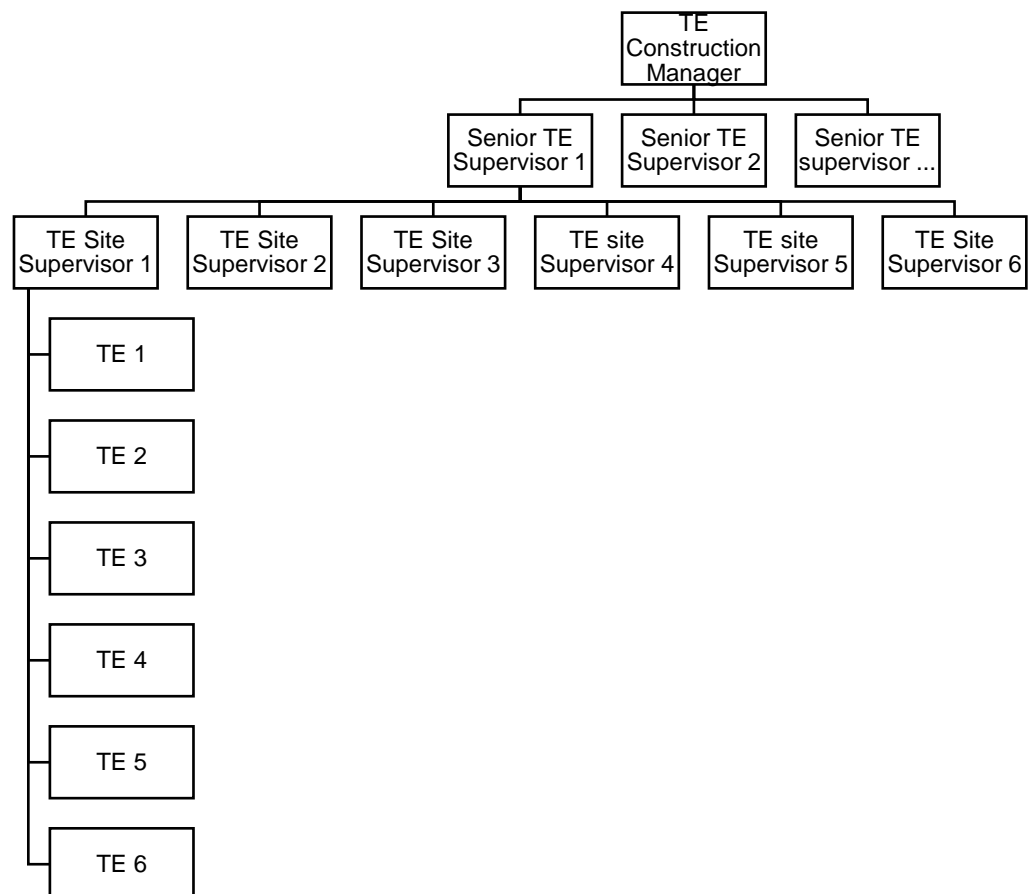 TE
Construction
Manager
Senior TE
Supervisor 1
Senior TE
Supervisor 2
Senior TE
supervisor ...
TE Site
Supervisor 1
TE Site
Supervisor 2
TE Site
Supervisor 3
TE site
Supervisor 4
TE site
Supervisor 5
TE Site
Supervisor 6
TE 1
TE 2
TE 3
TE 4
TE 5
TE 6